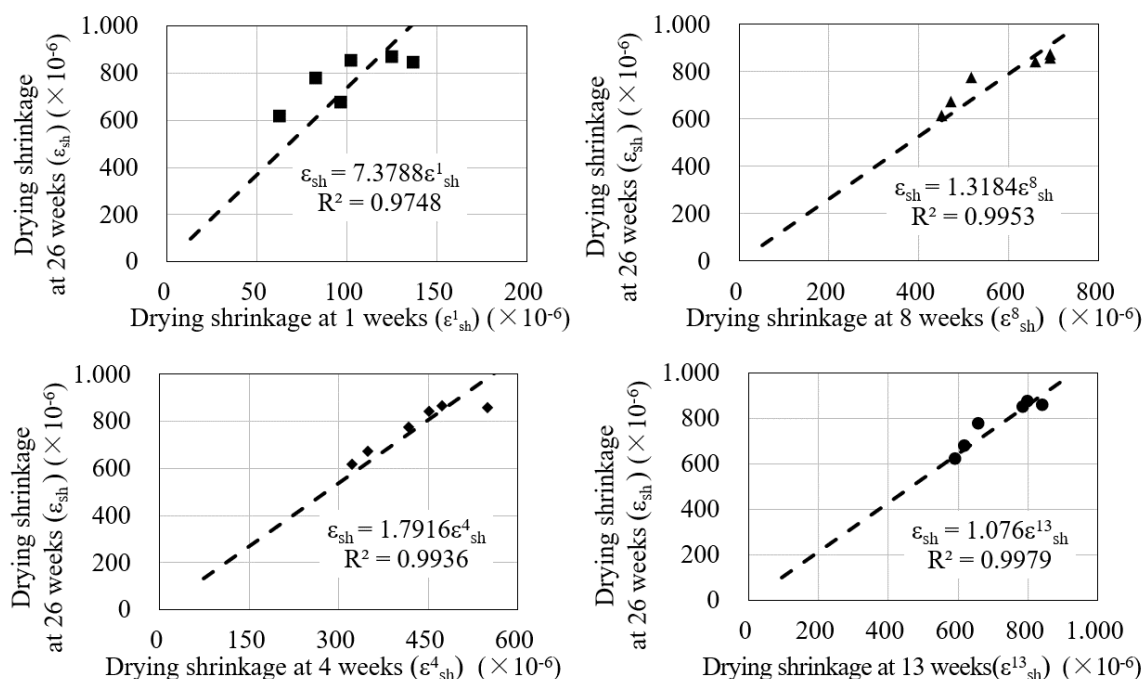 Drying shrinkage
at 26 weeks (εsh) (×10-6)
1.000
800
600
400
200
0
εsh = 7.3788ε1sh
R² = 0.9748
0
50
100
150
200
Drying shrinkage at 1 weeks (ε1sh) (×10-6)
Drying shrinkage
at 26 weeks (εsh) (×10-6)
1.000
800
600
400
200
0
εsh = 1.3184ε8sh
R² = 0.9953
0
200
400
600
800
Drying shrinkage at 8 weeks (ε8sh) (×10-6)
Drying shrinkage
at 26 weeks (εsh) (×10-6)
1.000
800
600
400
200
0
εsh = 1.7916ε4sh
R² = 0.9936
0
150
300
450
600
Drying shrinkage at 4 weeks (ε4sh) (×10-6)
Drying shrinkage
at 26 weeks (εsh) (×10-6)
1.000
800
600
400
200
0
εsh = 1.076ε13sh
R² = 0.9979
0
200
400
600
800
1.000
Drying shrinkage at 13 weeks(ε13sh) (×10-6)